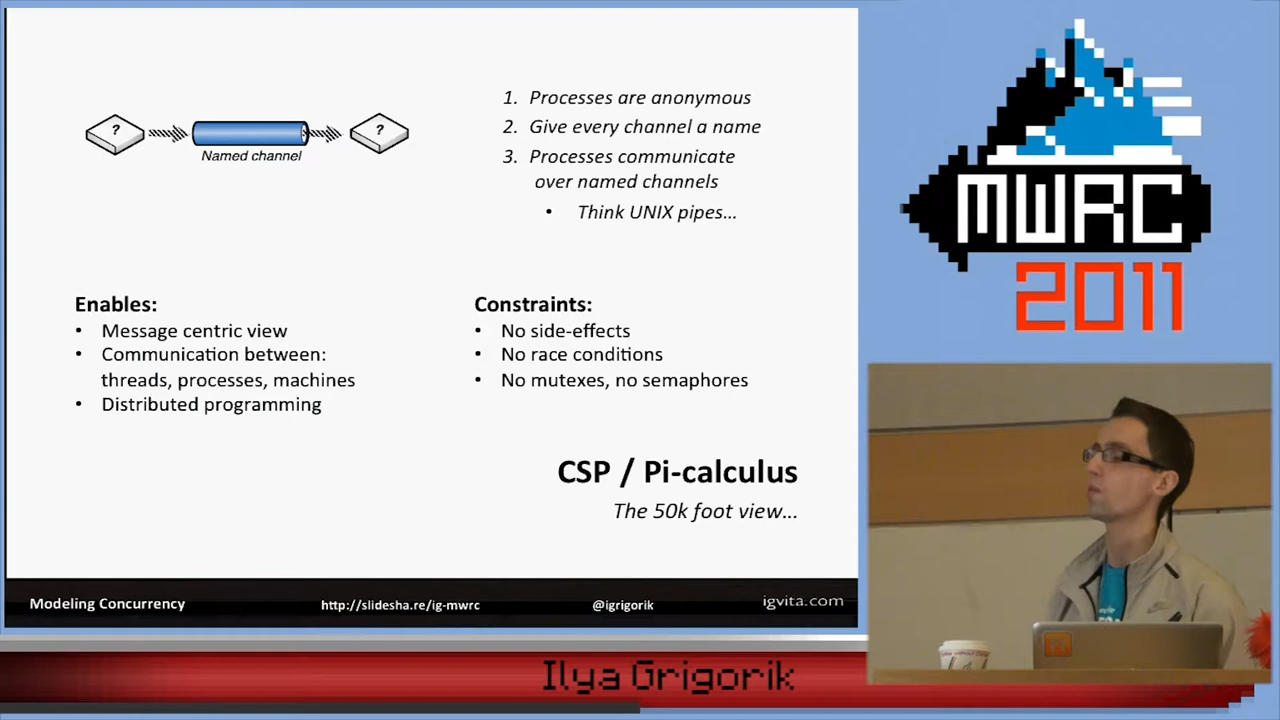 ?
Named channel
?
1. Processes are anonymous
2. Give every channel a name
3. Processes communicate
over named channels
• Think UNIX pipes...
Enables:
• Message centric view
• Communication between:
threads, processes, machines
• Distributed programming
Constraints:
• No side-effects
• No race conditions
• No mutexes, no semaphores
CSP / Pi-calculus
The 50k foot view...
Modeling Concurrency
http://slidesha.re/ig-mwrc
@igrigorik
igvita.com
MWRC
2011
Ilya Grigorik